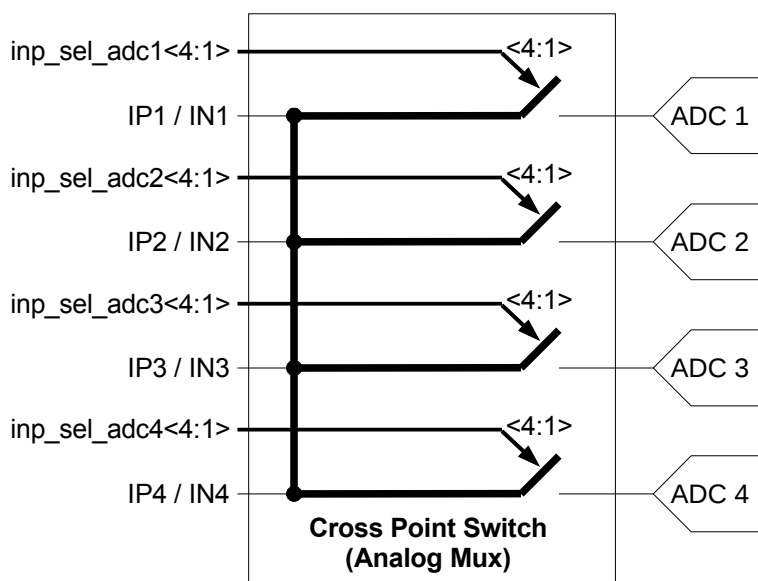 inp_sel_adc1<4:1>
<4:1>
IP1 / IN1
ADC 1
inp_sel_adc2<4:1>
<4:1>
IP2 / IN2
ADC 2
inp_sel_adc3<4:1>
<4:1>
IP3 / IN3
ADC 3
inp_sel_adc4<4:1>
<4:1>
IP4 / IN4
ADC 4
Cross Point Switch
(Analog Mux)